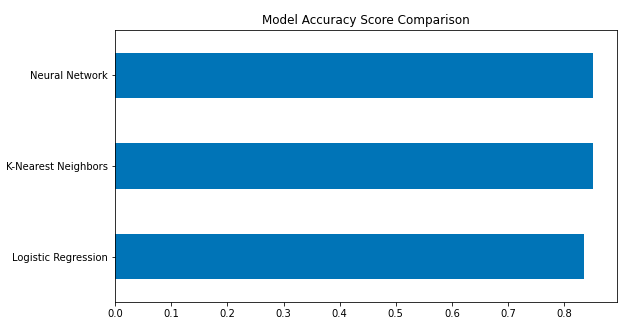 Model Accuracy Score Comparison
Neural Network
K-Nearest Neighbors
Logistic Regression
0.0 0.1 0.2 0.3 0.4 0.5 0.6 0.7 0.8